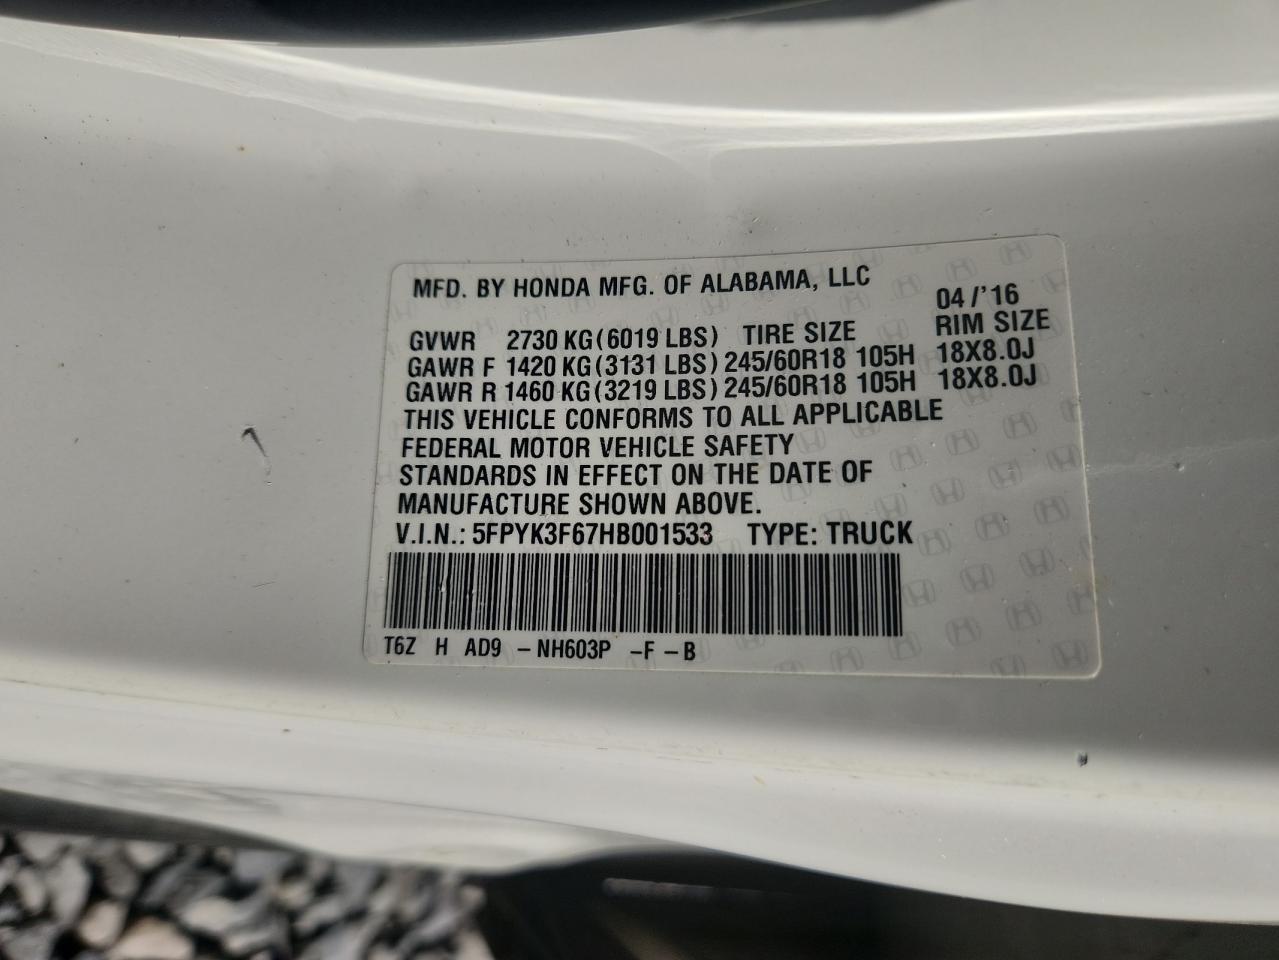 MFD. BY HONDA MFG. OF ALABAMA, LLC
04/'16
GVWR 2730 KG(6019 LBS) TIRE SIZE RIM SIZE
GAWR F 1420 KG(3131 LBS) 245/60R18 105H 18X8.0J
GAWR R 1460 KG(3219 LBS) 245/60R18 105H 18X8.0J
THIS VEHICLE CONFORMS TO ALL APPLICABLE
FEDERAL MOTOR VEHICLE SAFETY
STANDARDS IN EFFECT ON THE DATE OF
MANUFACTURE SHOWN ABOVE.
V.I.N.: 5FPYK3F67HB001533 TYPE: TRUCK
T6Z H AD9 -NH603P -F -B